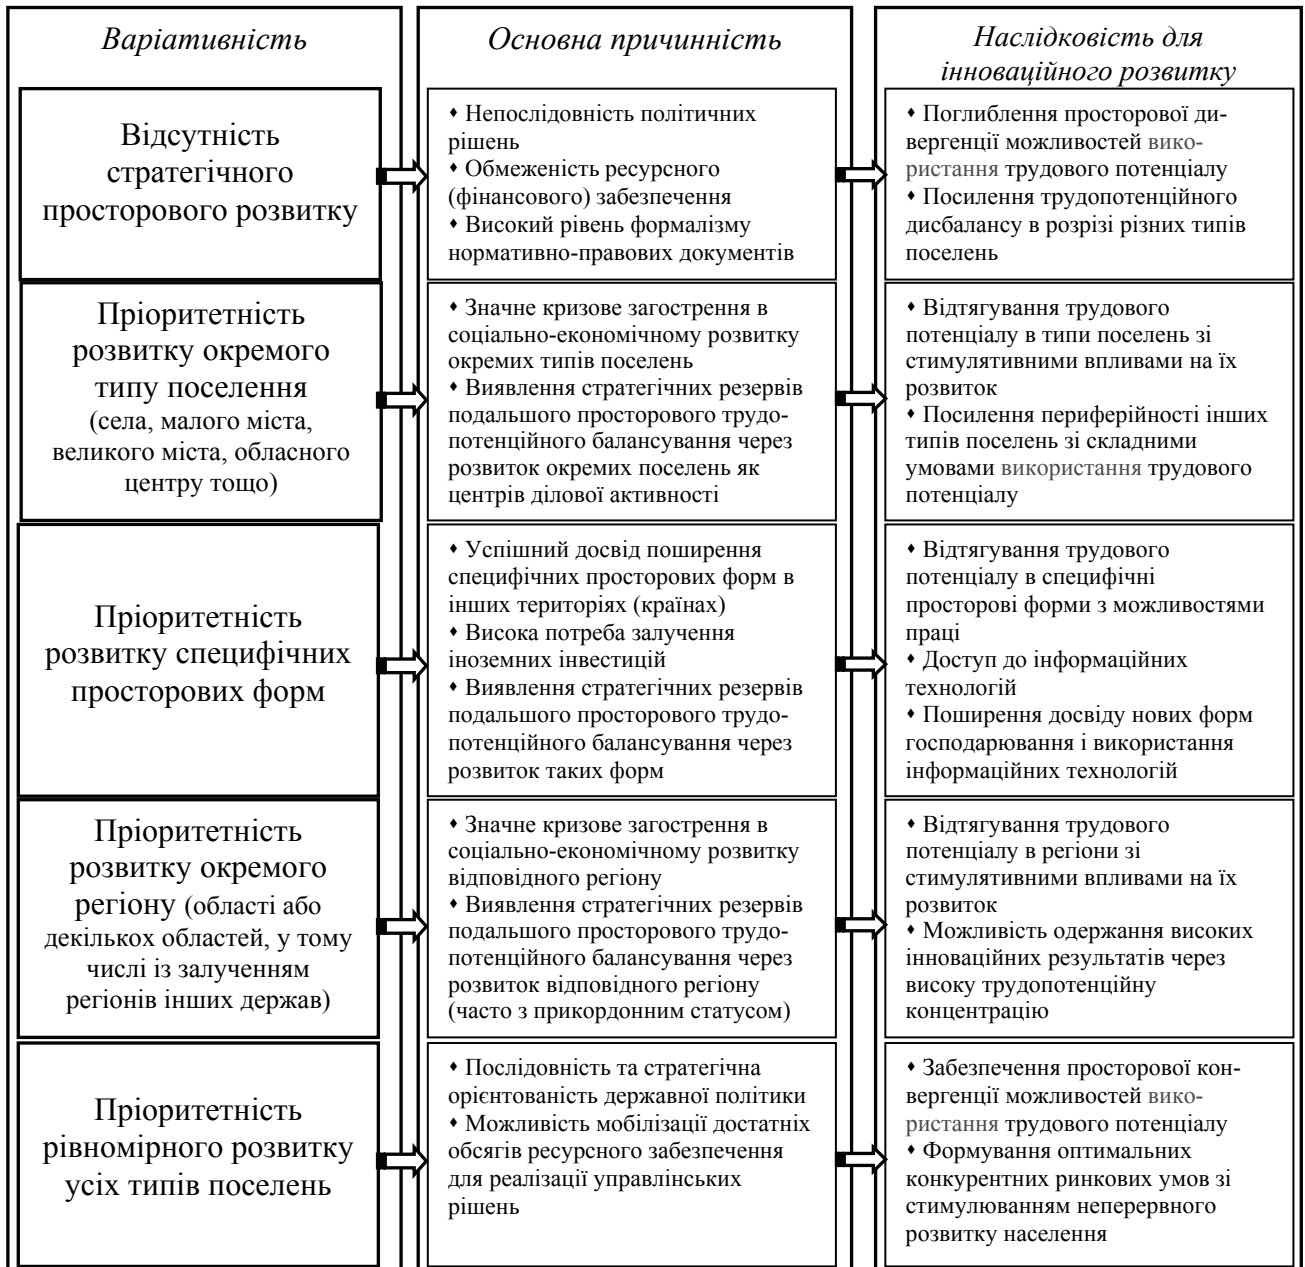 Варіативність
Основна причинність
Наслідковість для
інноваційного розвитку
Відсутність
стратегічного
просторового розвитку
♦ Непослідовність політичних
рішень
♦ Обмеженість ресурсного
(фінансового) забезпечення
♦ Високий рівень формалізму
нормативно-правових документів
♦ Поглиблення просторової ди-
вергенції можливостей вико-
ристання трудового потенціалу
♦ Посилення трудопотенційного
дисбалансу в розрізі різних типів
поселень
Пріоритетність
розвитку окремого
типу поселення
(села, малого міста,
великого міста, обласного
центру тощо)
♦ Значне кризове загострення в
соціально-економічному розвитку
окремих типів поселень
♦ Виявлення стратегічних резервів
подальшого просторового трудо-
потенційного балансування через
розвиток окремих поселень як
центрів ділової активності
♦ Відтягування трудового
потенціалу в типи поселень зі
стимулятивними впливами на їх
розвиток
♦ Посилення периферійності інших
типів поселень зі складними
умовами використання трудового
потенціалу
Пріоритетність
розвитку специфічних
просторових форм
♦ Успішний досвід поширення
специфічних просторових форм в
інших територіях (країнах)
♦ Висока потреба залучення
іноземних інвестицій
♦ Виявлення стратегічних резервів
подальшого просторового трудо-
потенційного балансування через
розвиток таких форм
♦ Відтягування трудового
потенціалу в специфічні
просторові форми з можливостями
праці
♦ Доступ до інформаційних
технологій
♦ Поширення досвіду нових форм
господарювання і використання
інформаційних технологій
Пріоритетність
розвитку окремого
регіону (області або
декількох областей, у тому
числі із залученням
регіонів інших держав)
♦ Значне кризове загострення в
соціально-економічному розвитку
відповідного регіону
♦ Виявлення стратегічних резервів
подальшого просторового трудо-
потенційного балансування через
розвиток відповідного регіону
(часто з прикордонним статусом)
♦ Відтягування трудового
потенціалу в регіони зі
стимулятивними впливами на їх
розвиток
♦ Можливість одержання високих
інноваційних результатів через
високу трудопотенційну
концентрацію
Пріоритетність
рівномірного розвитку
усіх типів поселень
♦ Послідовність та стратегічна
орієнтованість державної політики
♦ Можливість мобілізації достатніх
обсягів ресурсного забезпечення
для реалізації управлінських
рішень
♦ Забезпечення просторової кон-
вергенції можливостей вико-
ристання трудового потенціалу
♦ Формування оптимальних
конкурентних ринкових умов зі
стимулюванням неперервного
розвитку населення